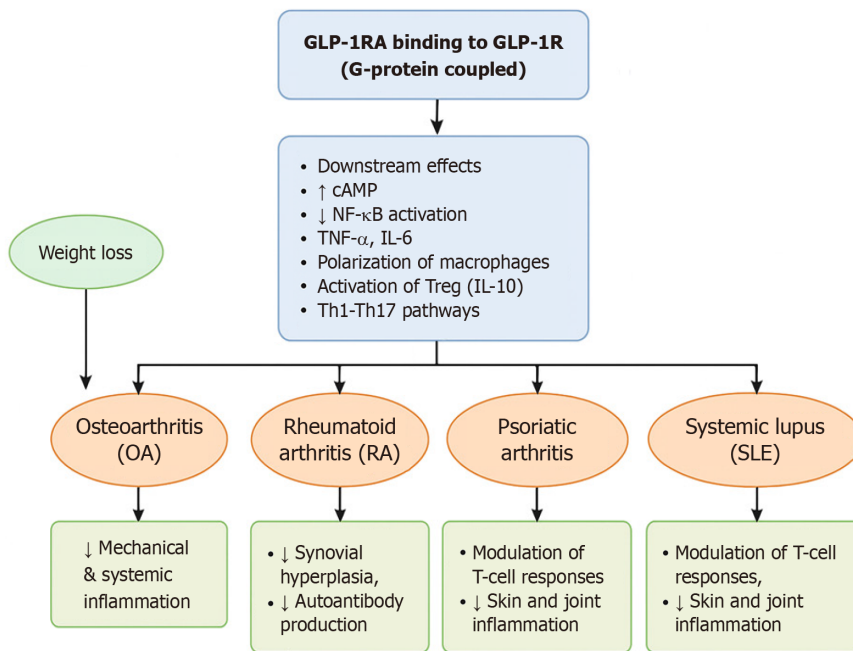 GLP-1RA binding to GLP-1R
(G-protein coupled)
• Downstream effects
• ↑ cAMP
• ↓ NF-κB activation
• TNF-α, IL-6
• Polarization of macrophages
• Activation of Treg (IL-10)
• Th1-Th17 pathways
Weight loss
Osteoarthritis
(OA)
Rheumatoid
arthritis (RA)
Psoriatic
arthritis
Systemic lupus
(SLE)
↓ Mechanical
& systemic
inflammation
• ↓ Synovial
hyperplasia,
• ↓ Autoantibody
production
• Modulation of
T-cell responses
• ↓ Skin and joint
inflammation
• Modulation of T-cell
responses,
• ↓ Skin and joint
inflammation